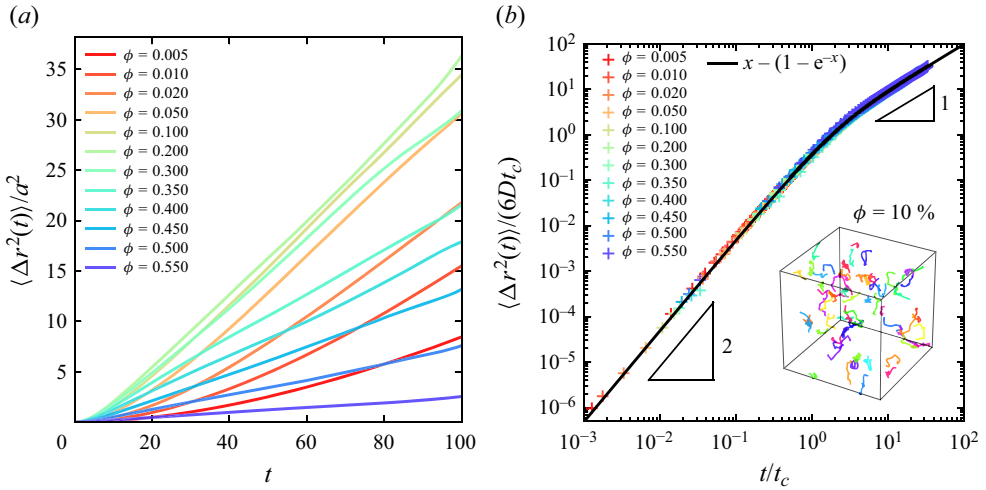 (a)
35
30
25
20
15
10
5
0
20
40
60
80
100
t
⟨Δr²(t)⟩/a²
ϕ = 0.005
ϕ = 0.010
ϕ = 0.020
ϕ = 0.050
ϕ = 0.100
ϕ = 0.200
ϕ = 0.300
ϕ = 0.350
ϕ = 0.400
ϕ = 0.450
ϕ = 0.500
ϕ = 0.550
(b)
10²
10¹
10⁰
10⁻¹
10⁻²
10⁻³
10⁻⁴
10⁻⁵
10⁻⁶
10⁻³
10⁻²
10⁻¹
10⁰
10¹
10²
t/t_c
⟨Δr²(t)⟩/(6Dt_c)
ϕ = 0.005
ϕ = 0.010
ϕ = 0.020
ϕ = 0.050
ϕ = 0.100
ϕ = 0.200
ϕ = 0.300
ϕ = 0.350
ϕ = 0.400
ϕ = 0.450
ϕ = 0.500
ϕ = 0.550
x – (1 – e⁻ˣ)
1
2
ϕ = 10 %